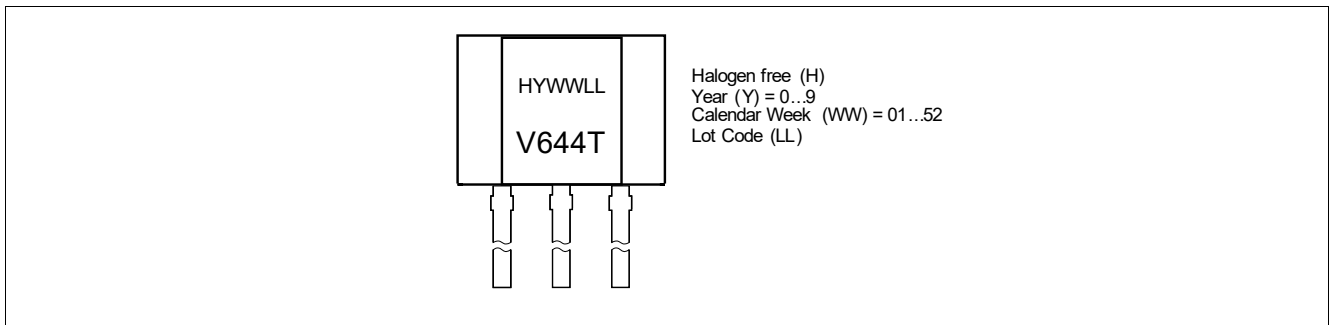 HYWWLL
V644T
Halogen free (H)
Year (Y) = 0...9
Calendar Week (WW) = 01...52
Lot Code (LL)